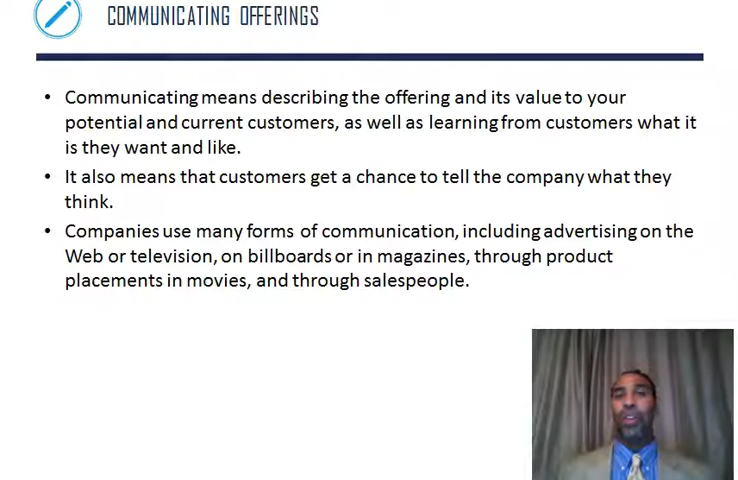 COMMUNICATING OFFERINGS
• Communicating means describing the offering and its value to your
potential and current customers, as well as learning from customers what it
is they want and like.
• It also means that customers get a chance to tell the company what they
think.
• Companies use many forms of communication, including advertising on the
Web or television, on billboards or in magazines, through product
placements in movies, and through salespeople.